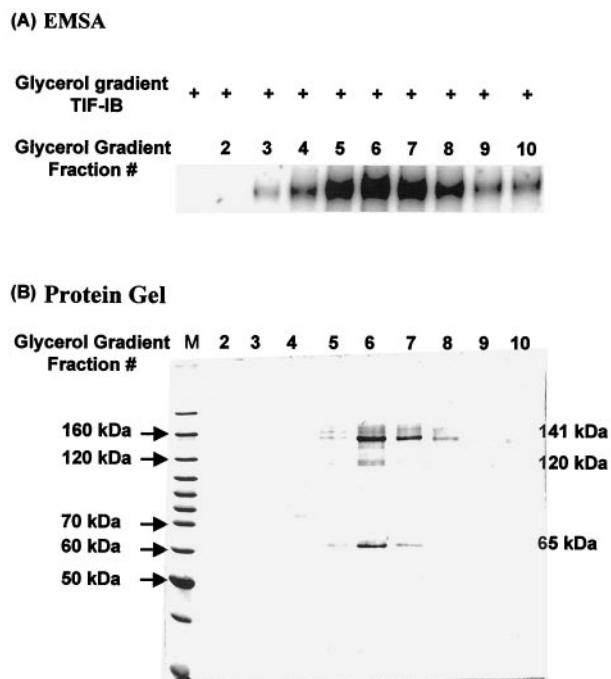 (A) EMSA
Glycerol gradient + + + + + + + + + +
TIF-IB
Glycerol Gradient 2 3 4 5 6 7 8 9 10
Fraction #
(B) Protein Gel
Glycerol Gradient M 2 3 4 5 6 7 8 9 10
Fraction #
160 kDa 141 kDa
120 kDa 120 kDa
70 kDa
60 kDa 65 kDa
50 kDa